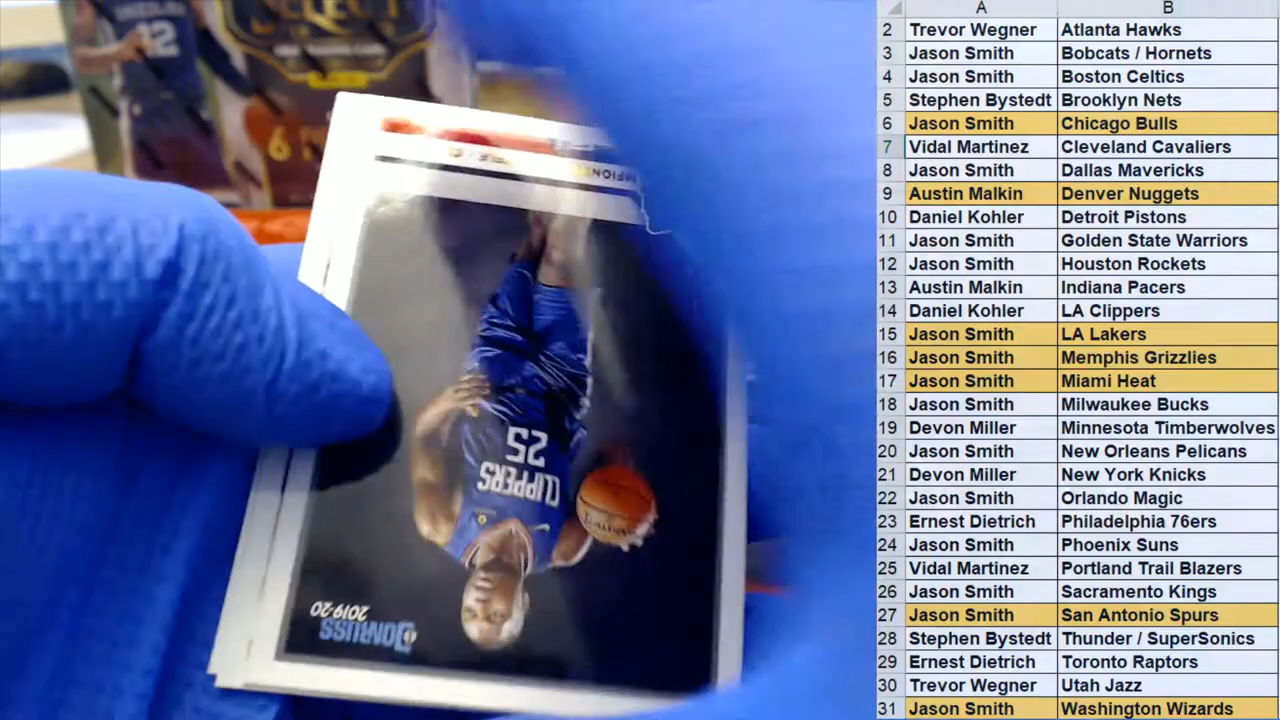 SELECT
12
6
CLIPPERS
25
DONRUSS
2019-20
A B
2 Trevor Wegner Atlanta Hawks
3 Jason Smith Bobcats / Hornets
4 Jason Smith Boston Celtics
5 Stephen Bystedt Brooklyn Nets
6 Jason Smith Chicago Bulls
7 Vidal Martinez Cleveland Cavaliers
8 Jason Smith Dallas Mavericks
9 Austin Malkin Denver Nuggets
10 Daniel Kohler Detroit Pistons
11 Jason Smith Golden State Warriors
12 Jason Smith Houston Rockets
13 Austin Malkin Indiana Pacers
14 Daniel Kohler LA Clippers
15 Jason Smith LA Lakers
16 Jason Smith Memphis Grizzlies
17 Jason Smith Miami Heat
18 Jason Smith Milwaukee Bucks
19 Devon Miller Minnesota Timberwolves
20 Jason Smith New Orleans Pelicans
21 Devon Miller New York Knicks
22 Jason Smith Orlando Magic
23 Ernest Dietrich Philadelphia 76ers
24 Jason Smith Phoenix Suns
25 Vidal Martinez Portland Trail Blazers
26 Jason Smith Sacramento Kings
27 Jason Smith San Antonio Spurs
28 Stephen Bystedt Thunder / SuperSonics
29 Ernest Dietrich Toronto Raptors
30 Trevor Wegner Utah Jazz
31 Jason Smith Washington Wizards